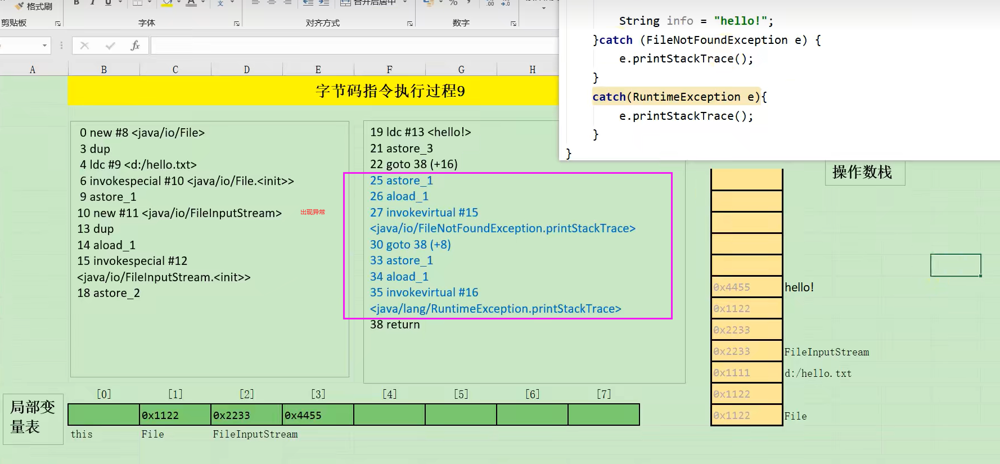 格式刷
剪贴板
字体
合并后居中
对齐方式
数字
fx
A B C D E F G H
字节码指令执行过程9
0 new #8 <java/io/File>
3 dup
4 ldc #9 <d:/hello.txt>
6 invokespecial #10 <java/io/File.<init>>
9 astore_1
10 new #11 <java/io/FileInputStream>
出现异常
13 dup
14 aload_1
15 invokespecial #12
<java/io/FileInputStream.<init>>
18 astore_2
19 ldc #13 <hello!>
21 astore_3
22 goto 38 (+16)
25 astore_1
26 aload_1
27 invokevirtual #15
<java/io/FileNotFoundException.printStackTrace>
30 goto 38 (+8)
33 astore_1
34 aload_1
35 invokevirtual #16
<java/lang/RuntimeException.printStackTrace>
38 return
String info = "hello!";
}catch (FileNotFoundException e) {
e.printStackTrace();
}
catch(RuntimeException e){
e.printStackTrace();
}
}
操作数栈
0x4455 hello!
0x1122
0x2233
0x2233 FileInputStream
0x1111 d:/hello.txt
0x1122
0x1122 File
[0] [1] [2] [3] [4] [5] [6] [7]
局部变
量表
0x1122 0x2233 0x4455
this File FileInputStream